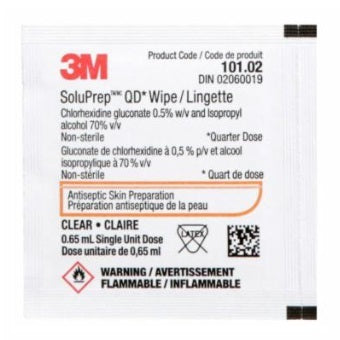 3M
Product Code / Code de produit
101.02
DIN 02060019
SoluPrep™ QD* Wipe / Lingette
Chlorhexidine gluconate 0.5% w/v and Isopropyl
alcohol 70% v/v
Non-sterile *Quarter Dose
Gluconate de chlorhexidine à 0,5 % p/v et alcool
isopropylique à 70 % v/v
Non-stérile * Quart de dose
Antiseptic Skin Preparation
Préparation antiseptique de la peau
CLEAR • CLAIRE
0.65 mL Single Unit Dose
Dose unitaire de 0,65 ml
LATEX
WARNING / AVERTISSEMENT
FLAMMABLE / INFLAMMABLE